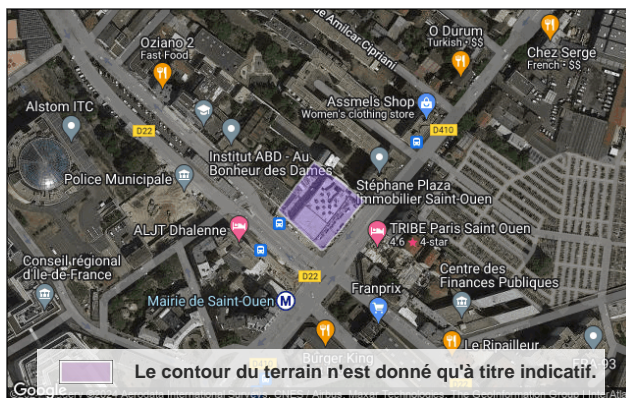 de Amilcar Cipriani
O Durum
Turkish • $$
Oziano 2
Fast Food
Chez Serge
French • $$
Alstom ITC
Assmels Shop
Women's clothing store
D22
D410
Institut ABD - Au
Bonheur des Dames
Police Municipale
Stéphane Plaza
Immobilier Saint-Ouen
ALJT Dhalenne
TRIBE Paris Saint Ouen
4.6 ★ 4-star
Conseil régional
d'Île-de-France
D22
Centre des
Finances Publiques
Mairie de Saint-Ouen
M
Franprix
Burger King
Le Ripailleur
Le contour du terrain n'est donné qu'à titre indicatif.
Google